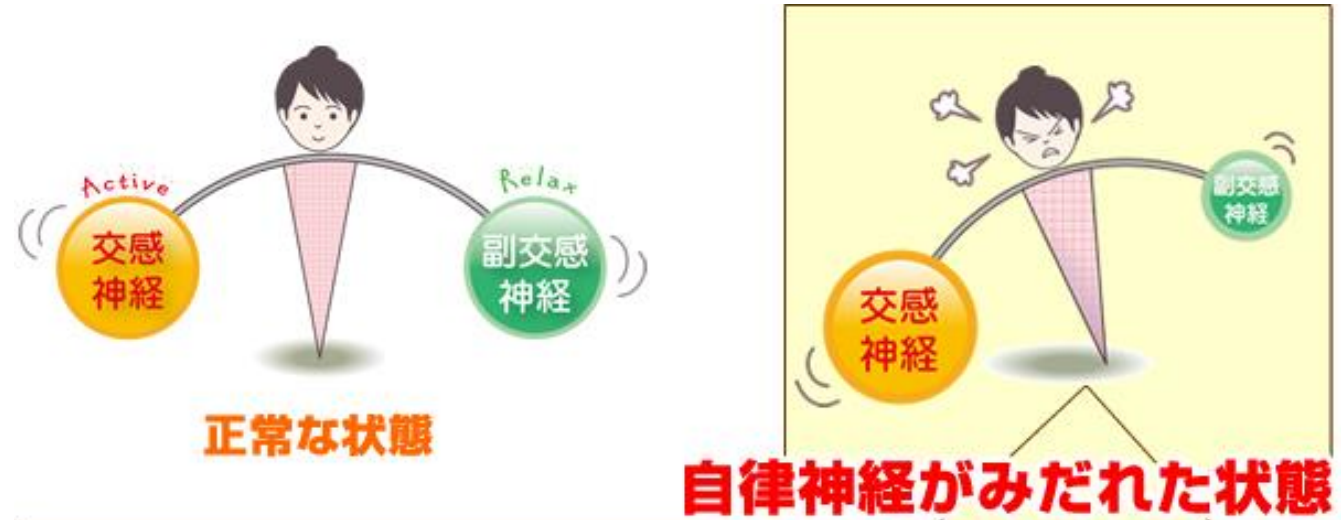 Active
交感
神経
Relax
副交感
神経
正常な状態
副交感
神経
交感
神経
自律神経がみだれた状態